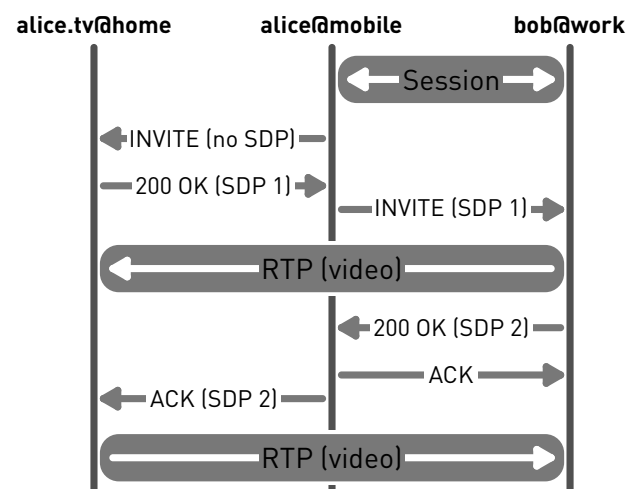 alice.tv@home alice@mobile bob@work
Session
INVITE (no SDP)
200 OK (SDP 1)
INVITE (SDP 1)
RTP (video)
200 OK (SDP 2)
ACK
ACK (SDP 2)
RTP (video)